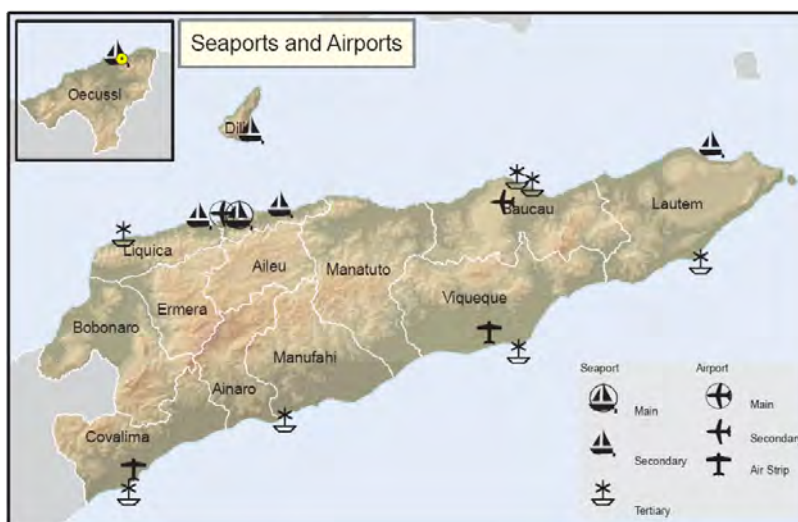 Seaports and Airports
Oecussi
Dili
Baucau
Lautem
Liquica
Aileu
Manatuto
Viqueque
Ermera
Bobonaro
Manufahi
Ainaro
Covalima
Seaport
Airport
Main
Main
Secondary
Secondary
Air Strip
Tertiary